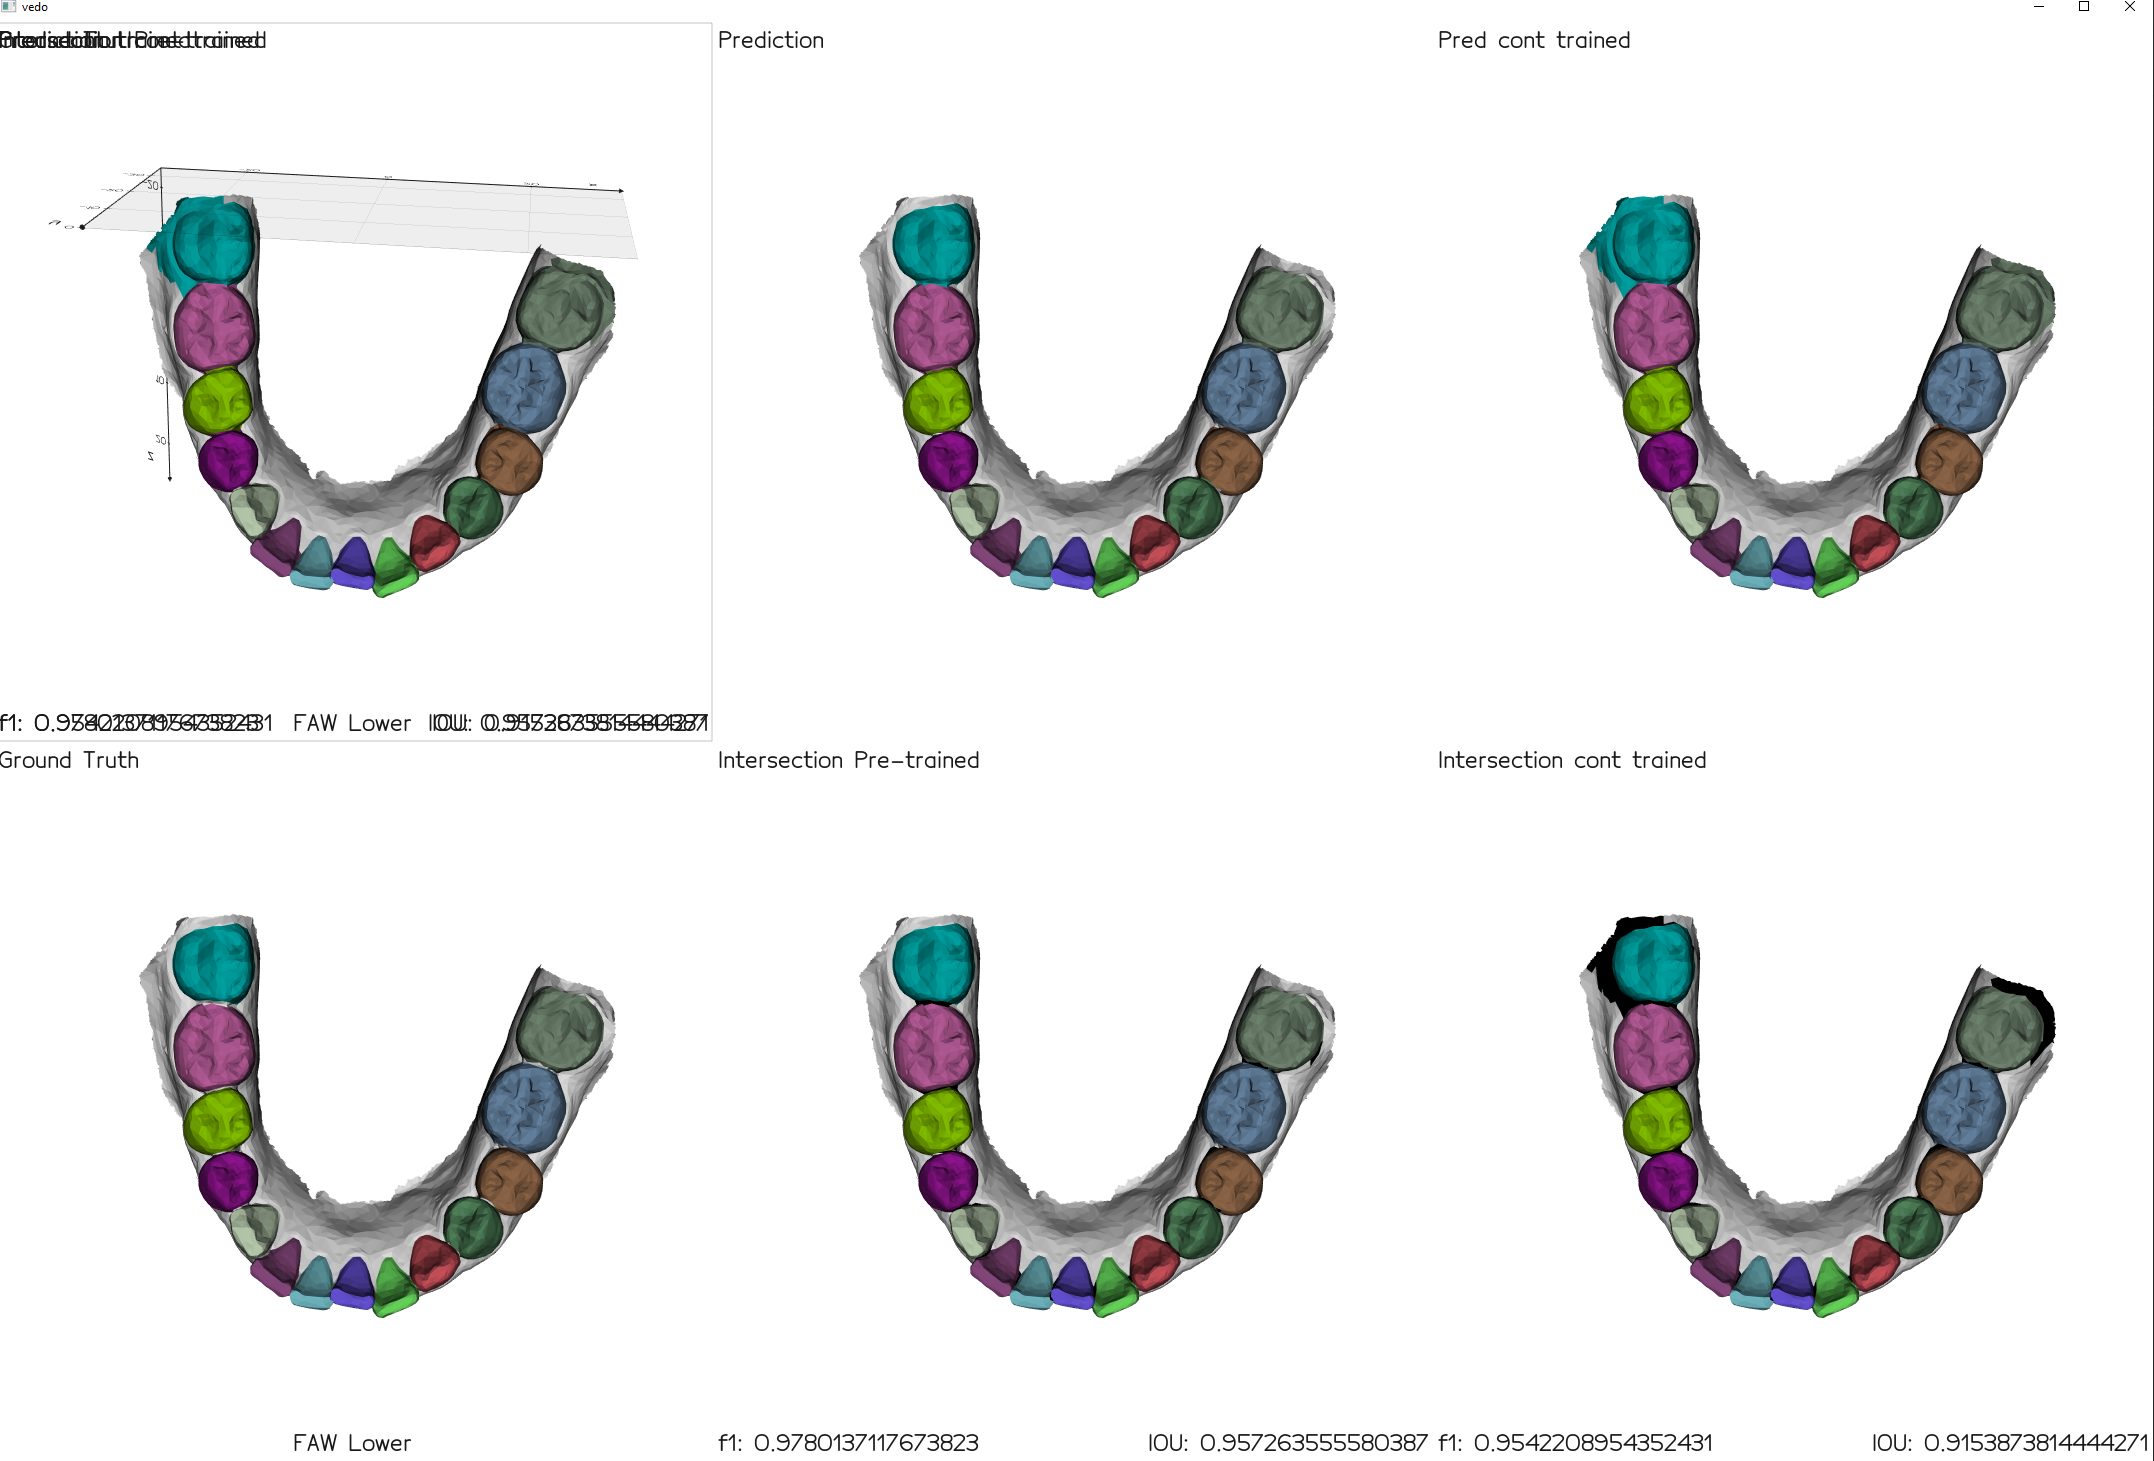 vedo
Prediction
Pred cont trained
FAW Lower
Ground Truth
Intersection Pre-trained
Intersection cont trained
FAW Lower
f1: 0.9780137117673823
IOU: 0.957263555580387
f1: 0.9542208954352431
IOU: 0.9153873814444271